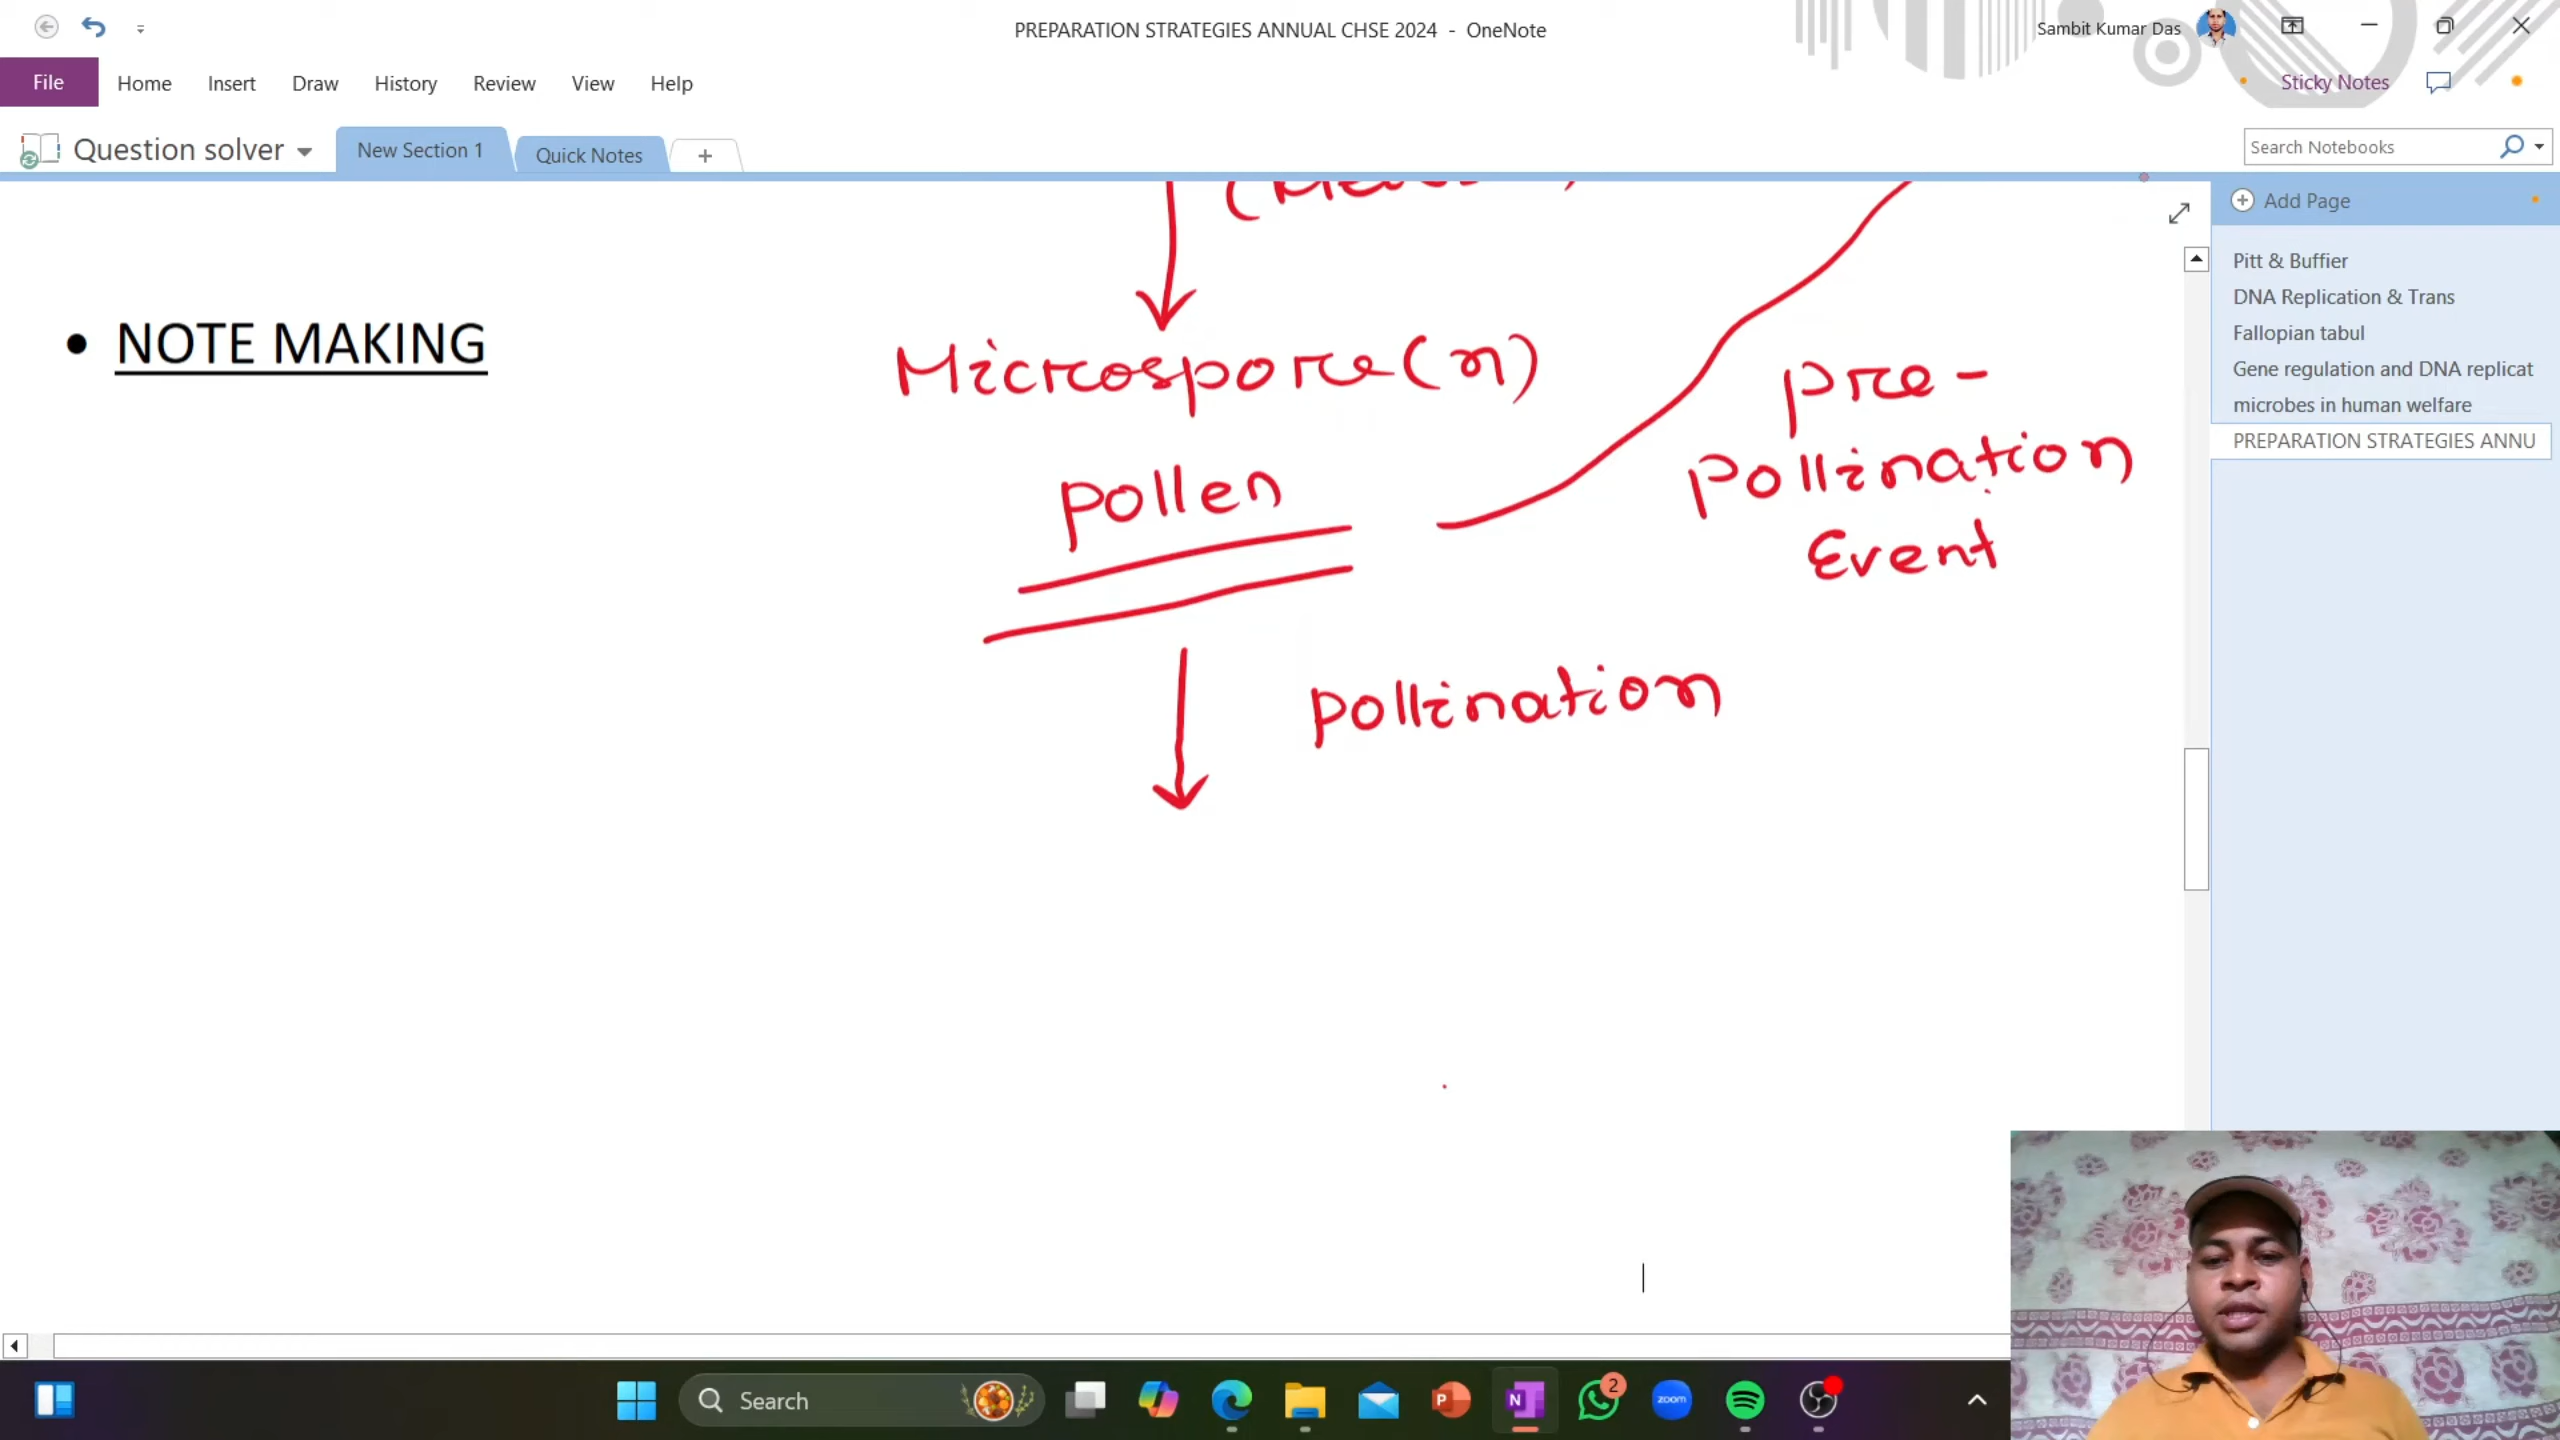 PREPARATION STRATEGIES ANNUAL CHSE 2024 - OneNote
Sambit Kumar Das
File Home Insert Draw History Review View Help
Sticky Notes
Question solver
New Section 1
Quick Notes
Search Notebooks
Add Page
Pitt & Buffier
DNA Replication & Trans
Fallopian tabul
Gene regulation and DNA replicat
microbes in human welfare
PREPARATION STRATEGIES ANNU
• NOTE MAKING
Microspore (n)
pollen
pre-
pollination
Event
pollination
Search
2
zoom